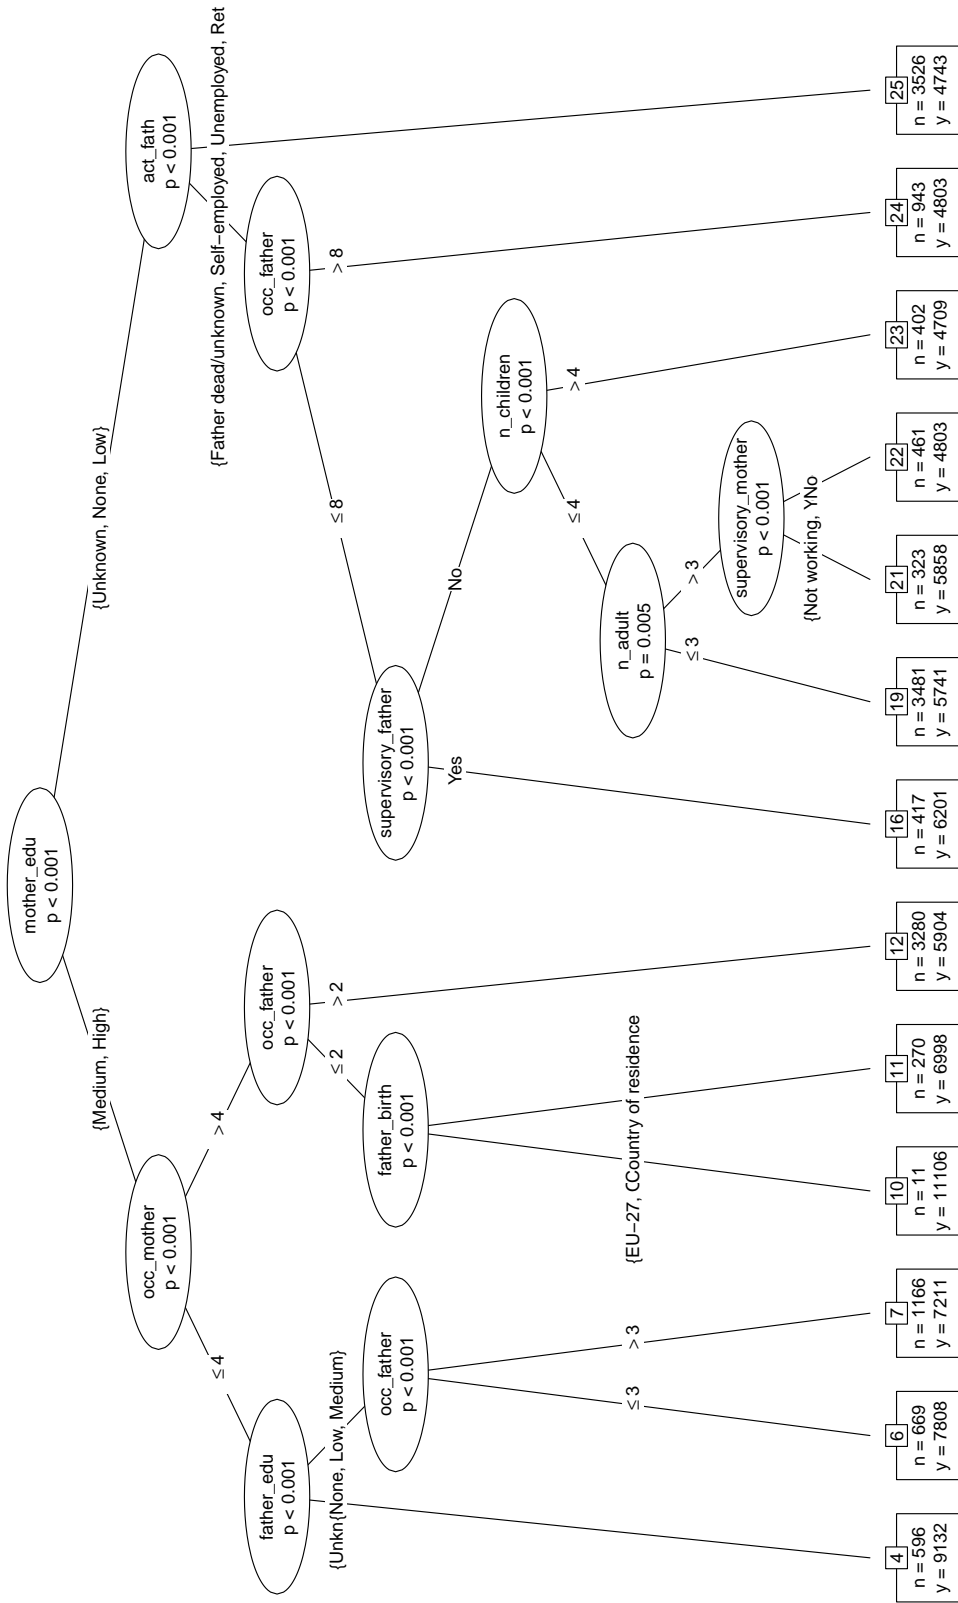 mother_edu
p < 0.001
{Medium, High}
{Unknown, None, Low}
occ_mother
p < 0.001
≤ 4
> 4
father_edu
p < 0.001
{Unkn{None, Low, Medium}
4
n = 596
y = 9132
occ_father
p < 0.001
≤ 3
> 3
6
n = 669
y = 7808
7
n = 1166
y = 7211
occ_father
p < 0.001
≤ 2
> 2
father_birth
p < 0.001
{EU−27, CCountry of residence
10
n = 11
y = 11106
11
n = 270
y = 6998
12
n = 3280
y = 5904
act_fath
p < 0.001
{Father dead/unknown, Self−employed, Unemployed, Ret
occ_father
p < 0.001
≤ 8
> 8
supervisory_father
p < 0.001
Yes
No
16
n = 417
y = 6201
n_children
p < 0.001
≤ 4
> 4
n_adult
p = 0.005
≤ 3
> 3
19
n = 3481
y = 5741
supervisory_mother
p < 0.001
{Not working, YNo
21
n = 323
y = 5858
22
n = 461
y = 4803
23
n = 402
y = 4709
24
n = 943
y = 4803
25
n = 3526
y = 4743